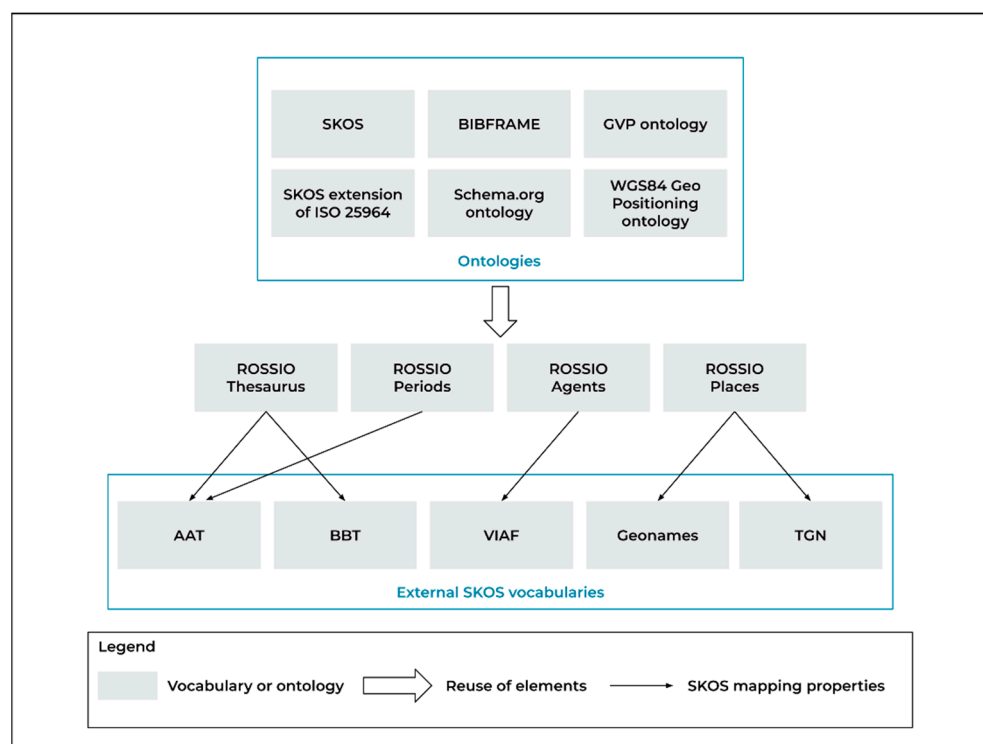 SKOS
BIBFRAME
GVP ontology
SKOS extension
of ISO 25964
Schema.org
ontology
WGS84 Geo
Positioning
ontology
Ontologies
ROSSIO
Thesaurus
ROSSIO
Periods
ROSSIO
Agents
ROSSIO
Places
AAT
BBT
VIAF
Geonames
TGN
External SKOS vocabularies
Legend
Vocabulary or ontology
Reuse of elements
SKOS mapping properties